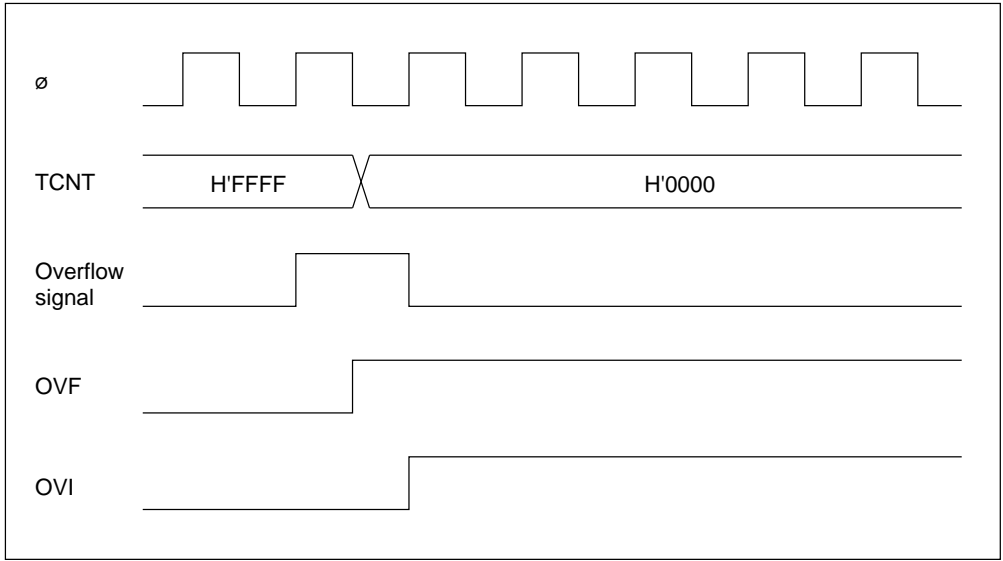 ø
TCNT H'FFFF H'0000
Overflow
signal
OVF
OVI